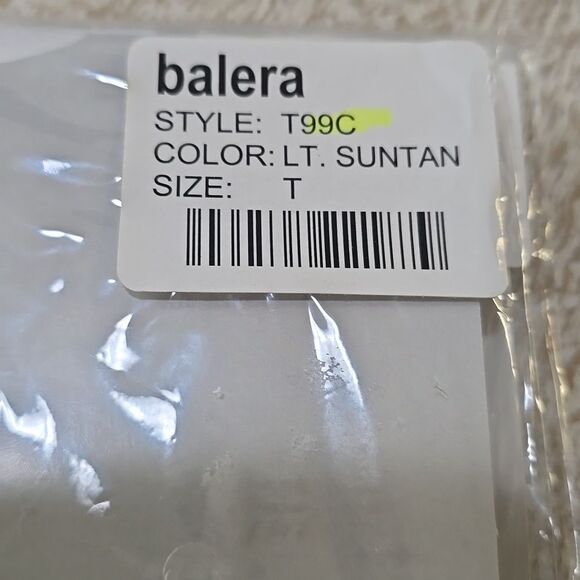 balera
STYLE: T99C
COLOR: LT. SUNTAN
SIZE: T